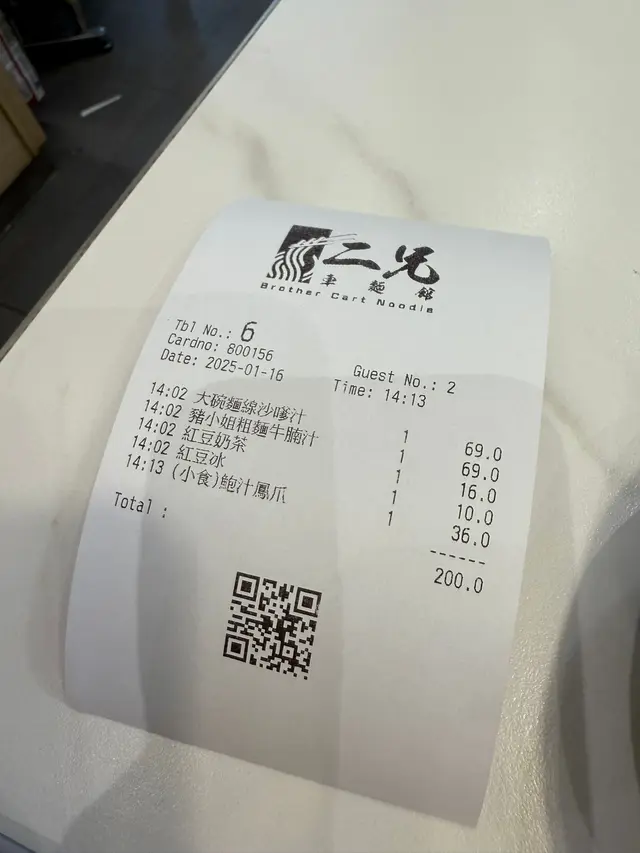 二兄
車麵館
Brother Cart Noodle
Tbl No.: 6
Cardno: 800156 Guest No.: 2
Date: 2025-01-16 Time: 14:13
14:02 大碗麵線沙嗲汁 1 69.0
14:02 豬小姐粗麵牛腩汁 1 69.0
14:02 紅豆奶茶 1 16.0
14:02 紅豆冰 1 10.0
14:13 (小食)鮑汁鳳爪 1 36.0
------
Total : 200.0